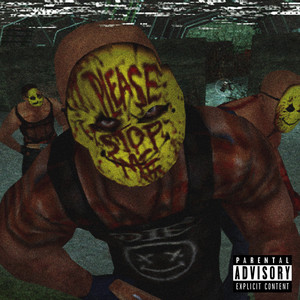 PLEASE
STOP
ME
DIE
PARENTAL
ADVISORY
EXPLICIT CONTENT